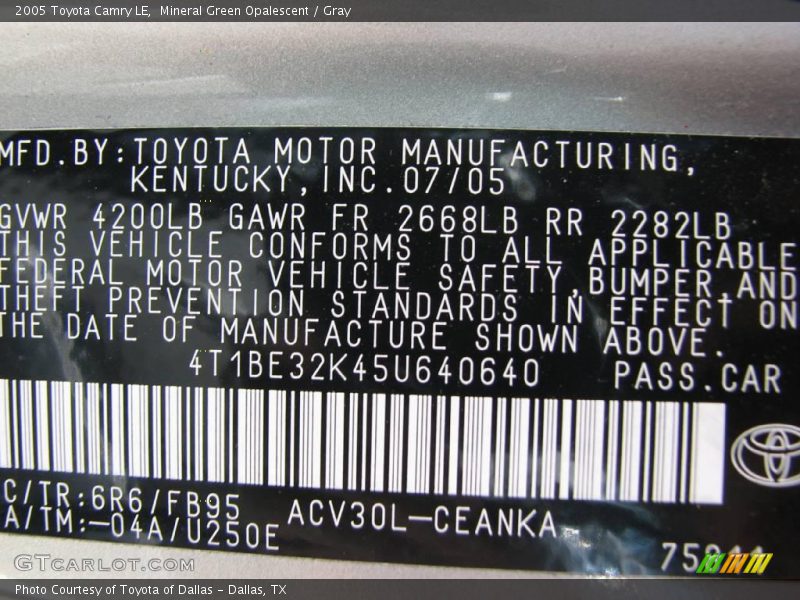 2005 Toyota Camry LE, Mineral Green Opalescent / Gray
MFD.BY:TOYOTA MOTOR MANUFACTURING,
KENTUCKY, INC. 07/05
GVWR 4200LB GAWR FR 2668LB RR 2282LB
THIS VEHICLE CONFORMS TO ALL APPLICABLE
FEDERAL MOTOR VEHICLE SAFETY,BUMPER,AND
THEFT PREVENTION STANDARDS IN EFFECT ON
THE DATE OF MANUFACTURE SHOWN ABOVE.
4T1BE32K45U640640 PASS.CAR
C/TR:6R6/FB95
A/TM:-04A/U250E
ACV30L-CEANKA
GTCARLOT.COM
Photo Courtesy of Toyota of Dallas - Dallas, TX